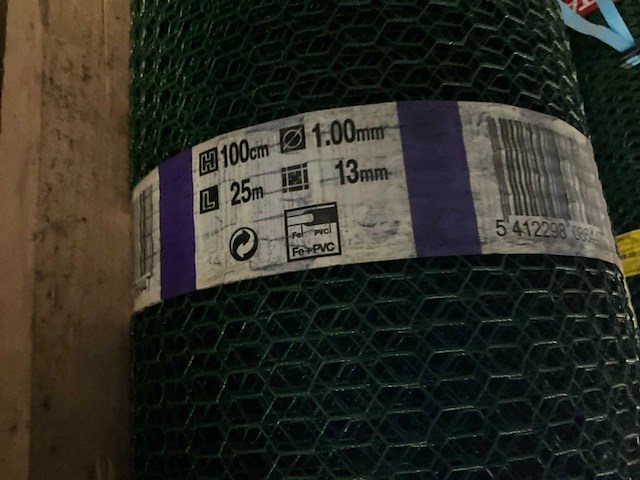 H 100cm Ø 1.00mm
L 25m 13mm
Fe PVC
Fe+PVC
5 412298